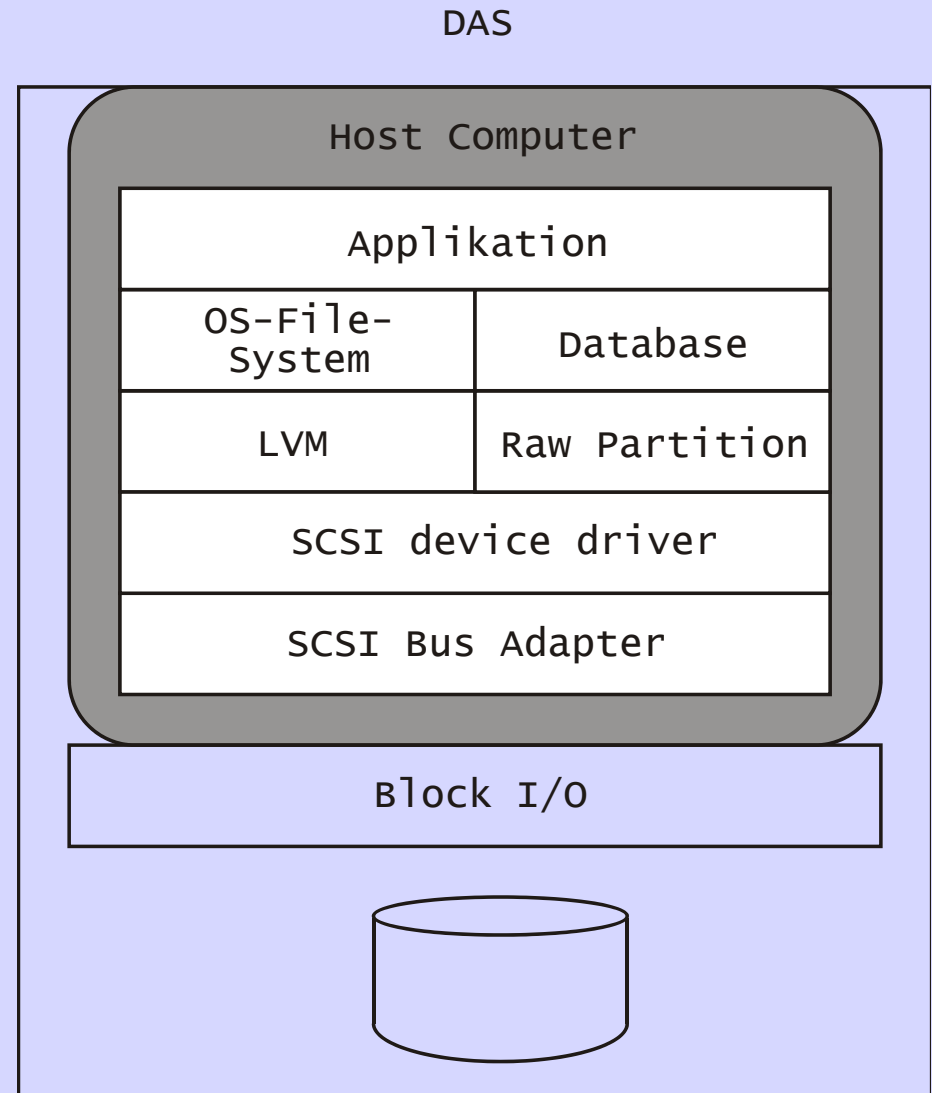 DAS
Host Computer
Applikation
OS-File-
System
Database
LVM
Raw Partition
SCSI device driver
SCSI Bus Adapter
Block I/O